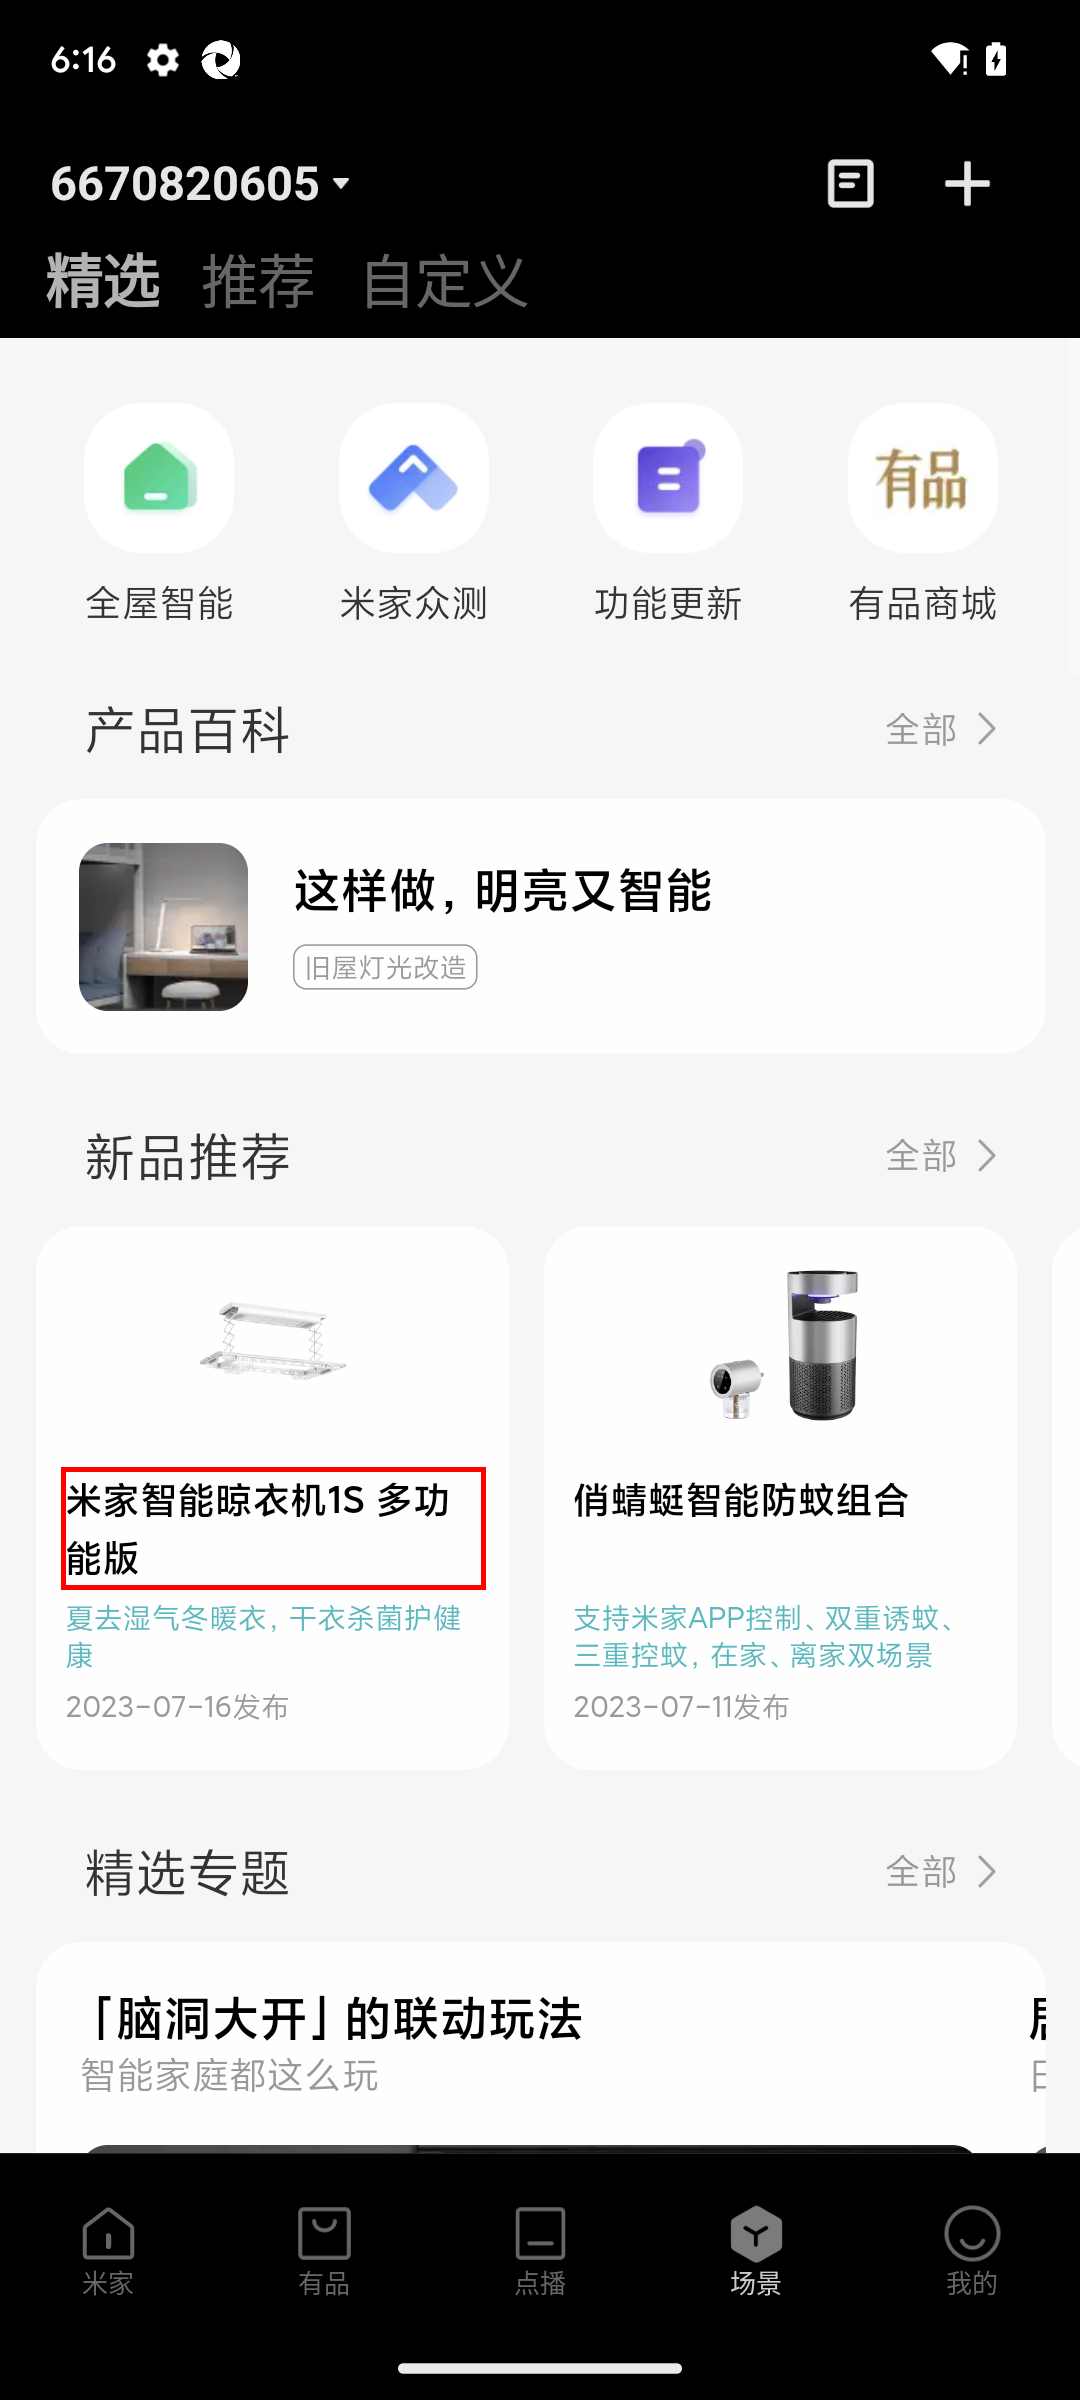 6:16
6670820605
精选 推荐 自定义
有品
全屋智能 米家众测 功能更新 有品商城
产品百科 全部
这样做，明亮又智能
旧屋灯光改造
新品推荐 全部
米家智能晾衣机1S 多功
能版
夏去湿气冬暖衣，干衣杀菌护健
康
2023-07-16发布
俏蜻蜓智能防蚊组合
支持米家APP控制、双重诱蚊、
三重控蚊，在家、离家双场景
2023-07-11发布
精选专题 全部
「脑洞大开」的联动玩法
智能家庭都这么玩
米家 有品 点播 场景 我的